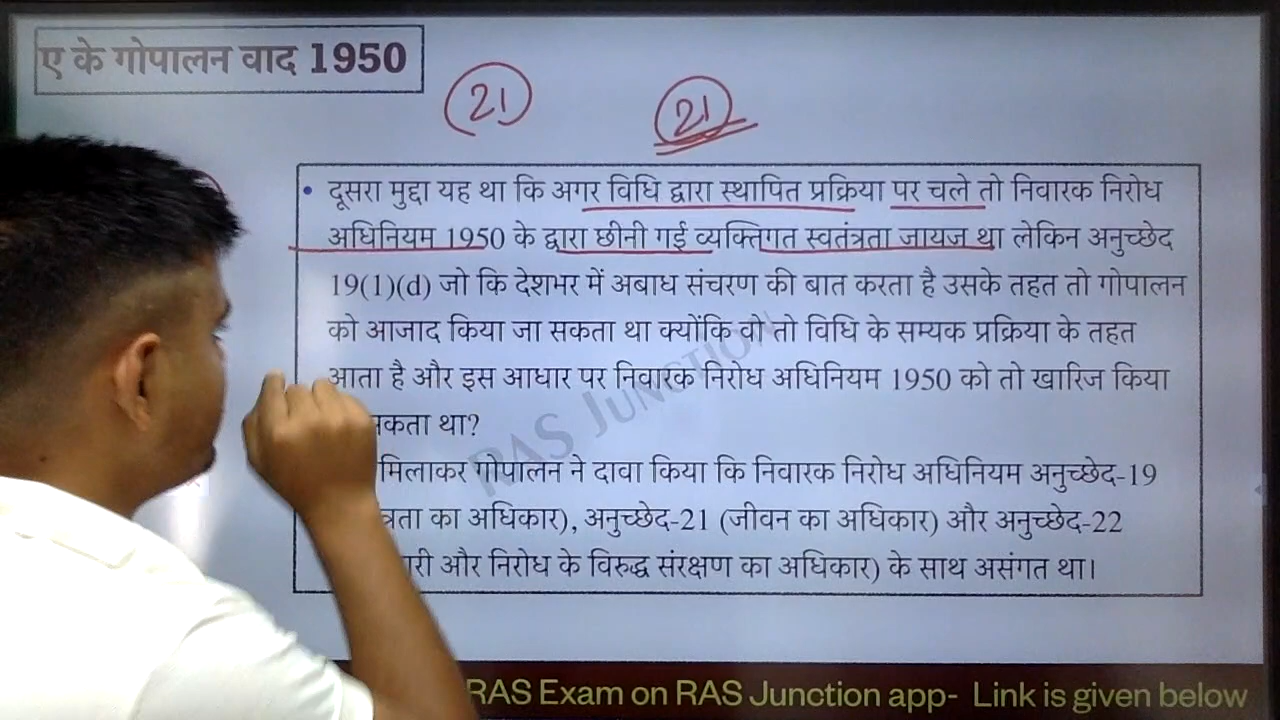 ए के गोपालन वाद 1950
21 21
• दूसरा मुद्दा यह था कि अगर विधि द्वारा स्थापित प्रक्रिया पर चले तो निवारक निरोध
अधिनियम 1950 के द्वारा छीनी गई व्यक्तिगत स्वतंत्रता जायज था लेकिन अनुच्छेद
19(1)(d) जो कि देशभर में अबाध संचरण की बात करता है उसके तहत तो गोपालन
को आजाद किया जा सकता था क्योंकि वो तो विधि के सम्यक प्रक्रिया के तहत
आता है और इस आधार पर निवारक निरोध अधिनियम 1950 को तो खारिज किया
था?
मिलाकर गोपालन ने दावा किया कि निवारक निरोध अधिनियम अनुच्छेद-19
का अधिकार), अनुच्छेद-21 (जीवन का अधिकार) और अनुच्छेद-22
और निरोध के विरुद्ध संरक्षण का अधिकार) के साथ असंगत था।
RAS JUNCTION
RAS Exam on RAS Junction app- Link is given below